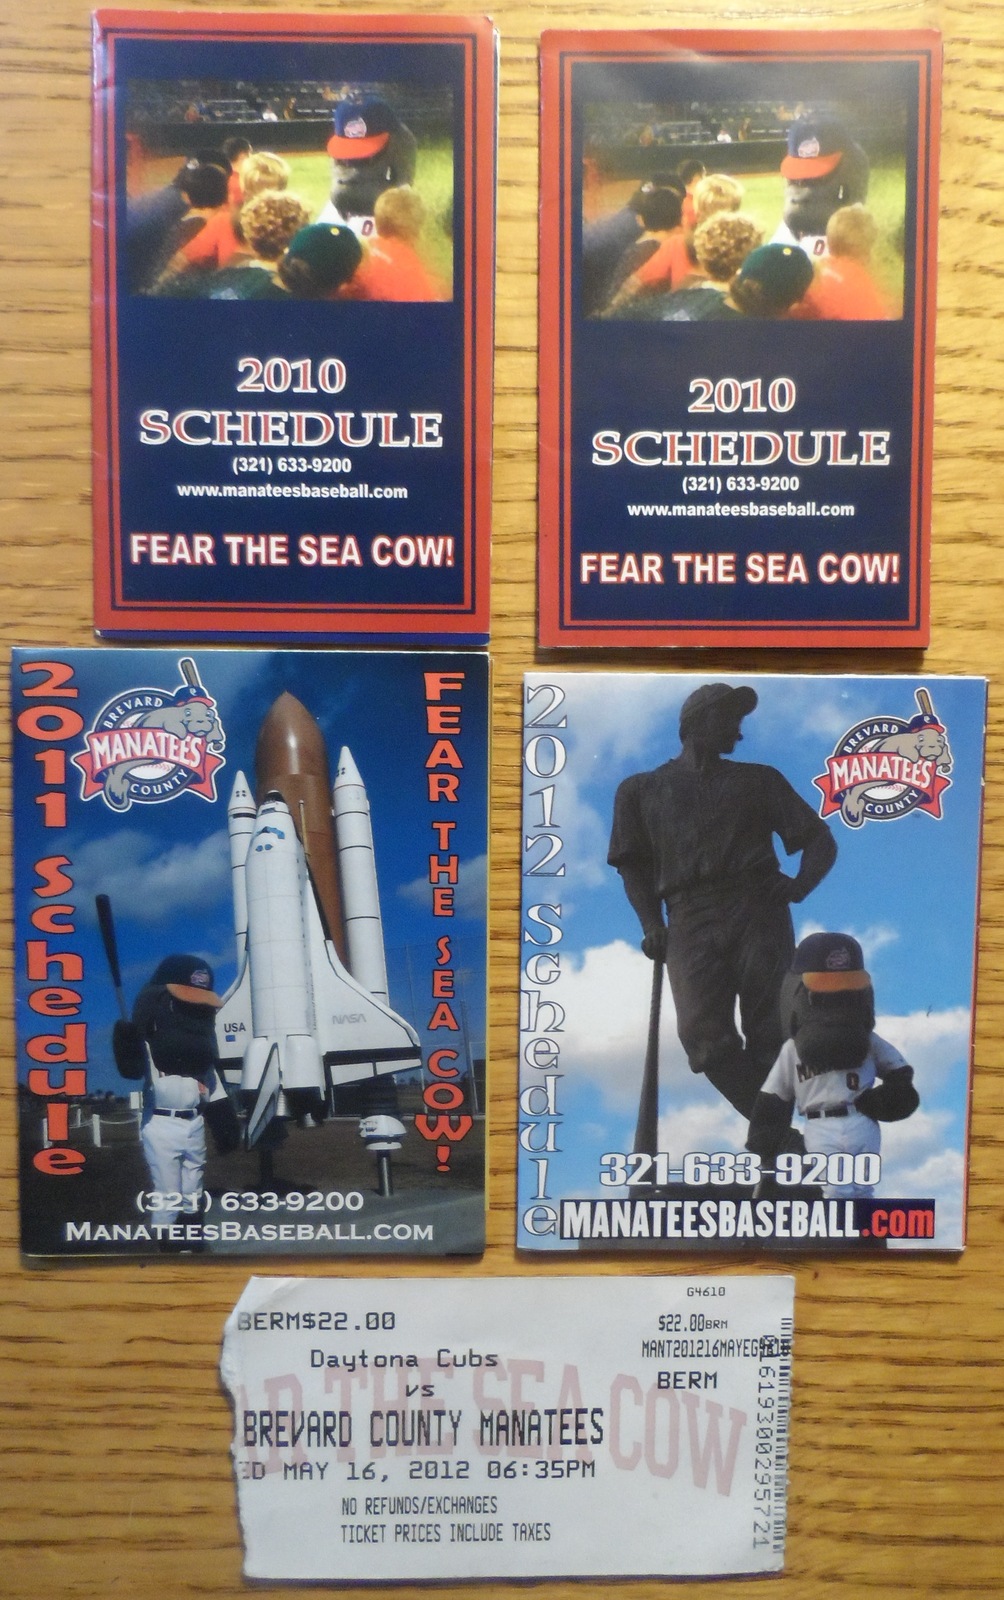 2010
SCHEDULE
(321) 633-9200
www.manateesbaseball.com
FEAR THE SEA COW!
2010
SCHEDULE
(321) 633-9200
www.manateesbaseball.com
FEAR THE SEA COW!
2011 schedule
BREVARD
MANATEES
COUNTY
FEAR THE SEA COW!
USA
NASA
(321) 633-9200
MANATEESBASEBALL.COM
2012 Schedule
BREVARD
MANATEES
COUNTY
321-633-9200
MANATEESBASEBALL.com
G4610
BERM$22.00
$22.00BRN
Daytona Cubs
BERM
vs
BREVARD COUNTY MANATEES
ED MAY 16, 2012 06:35PM
NO REFUNDS/EXCHANGES
TICKET PRICES INCLUDE TAXES
THE SEA COW